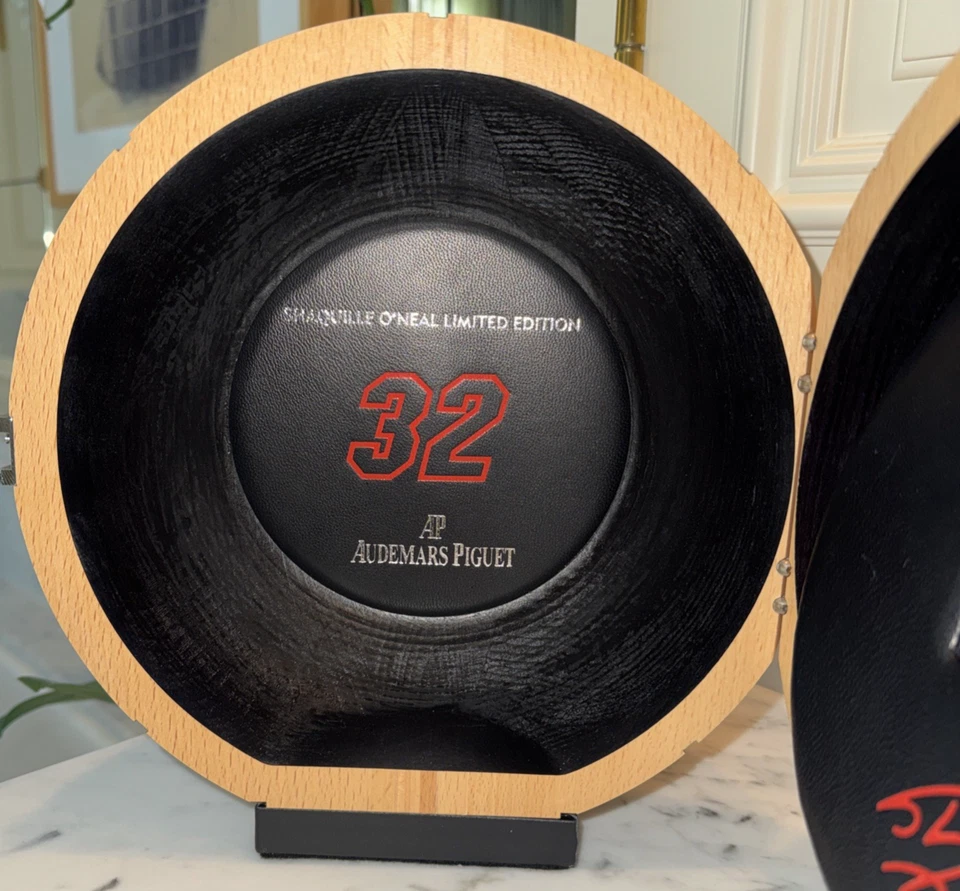 SHAQUILLE O'NEAL LIMITED EDITION
32
AP
AUDEMARS PIGUET